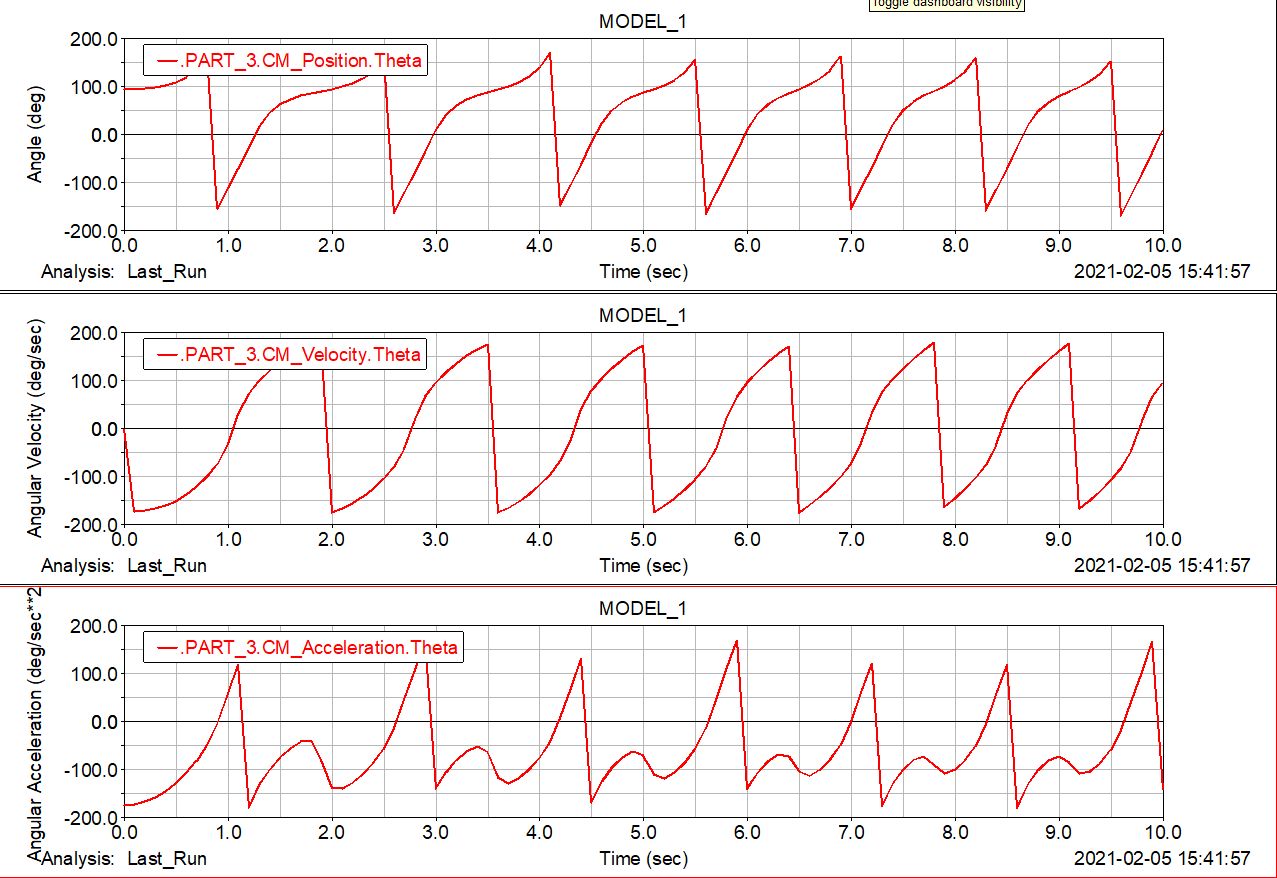 Toggle dashboard visibility
MODEL_1
200.0
.PART_3.CM_Position.Theta
100.0
Angle (deg)
0.0
-100.0
-200.0
0.0 1.0 2.0 3.0 4.0 5.0 6.0 7.0 8.0 9.0 10.0
Analysis: Last_Run Time (sec) 2021-02-05 15:41:57
MODEL_1
200.0
.PART_3.CM_Velocity.Theta
100.0
Angular Velocity (deg/sec)
0.0
-100.0
-200.0
0.0 1.0 2.0 3.0 4.0 5.0 6.0 7.0 8.0 9.0 10.0
Analysis: Last_Run Time (sec) 2021-02-05 15:41:57
MODEL_1
200.0
.PART_3.CM_Acceleration.Theta
100.0
Angular Acceleration (deg/sec**2
0.0
-100.0
-200.0
0.0 1.0 2.0 3.0 4.0 5.0 6.0 7.0 8.0 9.0 10.0
Analysis: Last_Run Time (sec) 2021-02-05 15:41:57